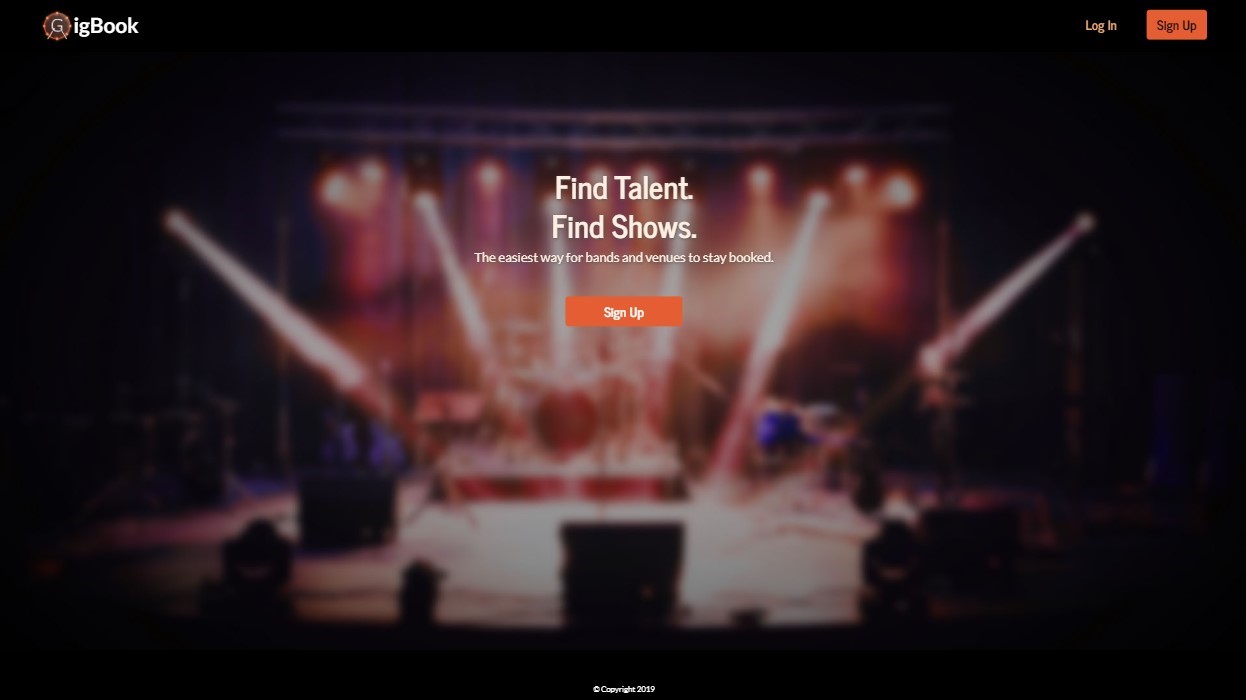 GigBook
Log In
Sign Up
Find Talent.
Find Shows.
The easiest way for bands and venues to stay booked.
Sign Up
© Copyright 2019